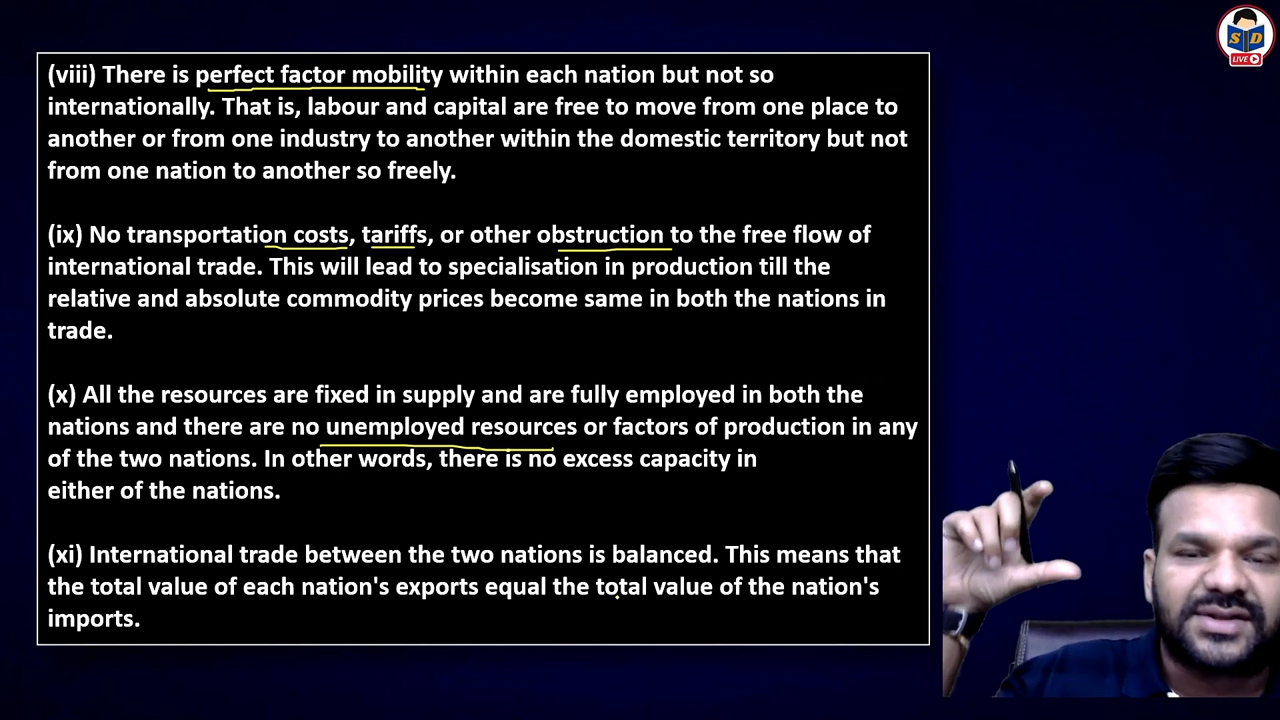 S D
LIVE
(viii) There is perfect factor mobility within each nation but not so
internationally. That is, labour and capital are free to move from one place to
another or from one industry to another within the domestic territory but not
from one nation to another so freely.
(ix) No transportation costs, tariffs, or other obstruction to the free flow of
international trade. This will lead to specialisation in production till the
relative and absolute commodity prices become same in both the nations in
trade.
(x) All the resources are fixed in supply and are fully employed in both the
nations and there are no unemployed resources or factors of production in any
of the two nations. In other words, there is no excess capacity in
either of the nations.
(xi) International trade between the two nations is balanced. This means that
the total value of each nation's exports equal the total value of the nation's
imports.